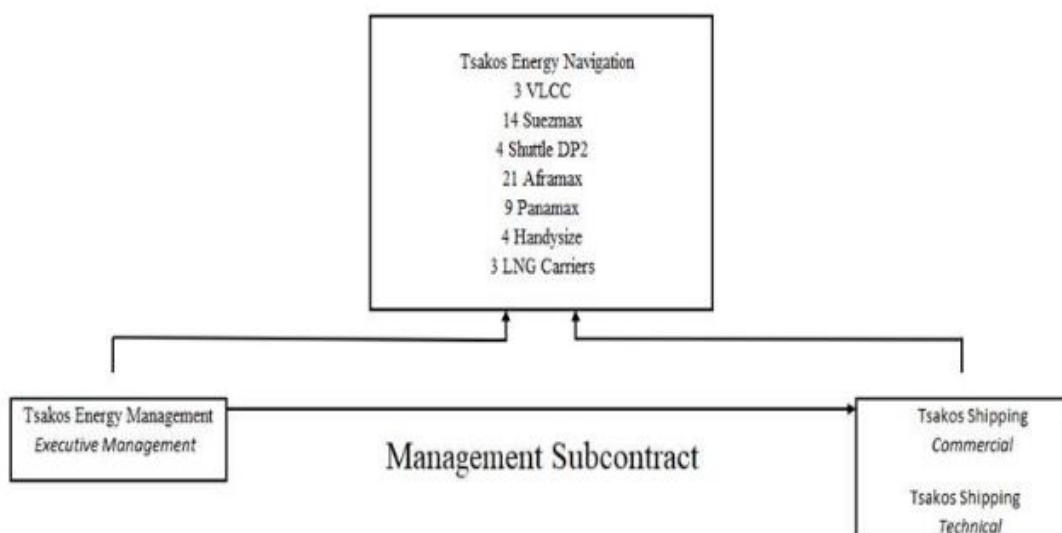 Tsakos Energy Navigation
3 VLCC
14 Suezmax
4 Shuttle DP2
21 Aframax
9 Panamax
4 Handysize
3 LNG Carriers
Tsakos Energy Management
Executive Management
Management Subcontract
Tsakos Shipping
Commercial
Tsakos Shipping
Technical